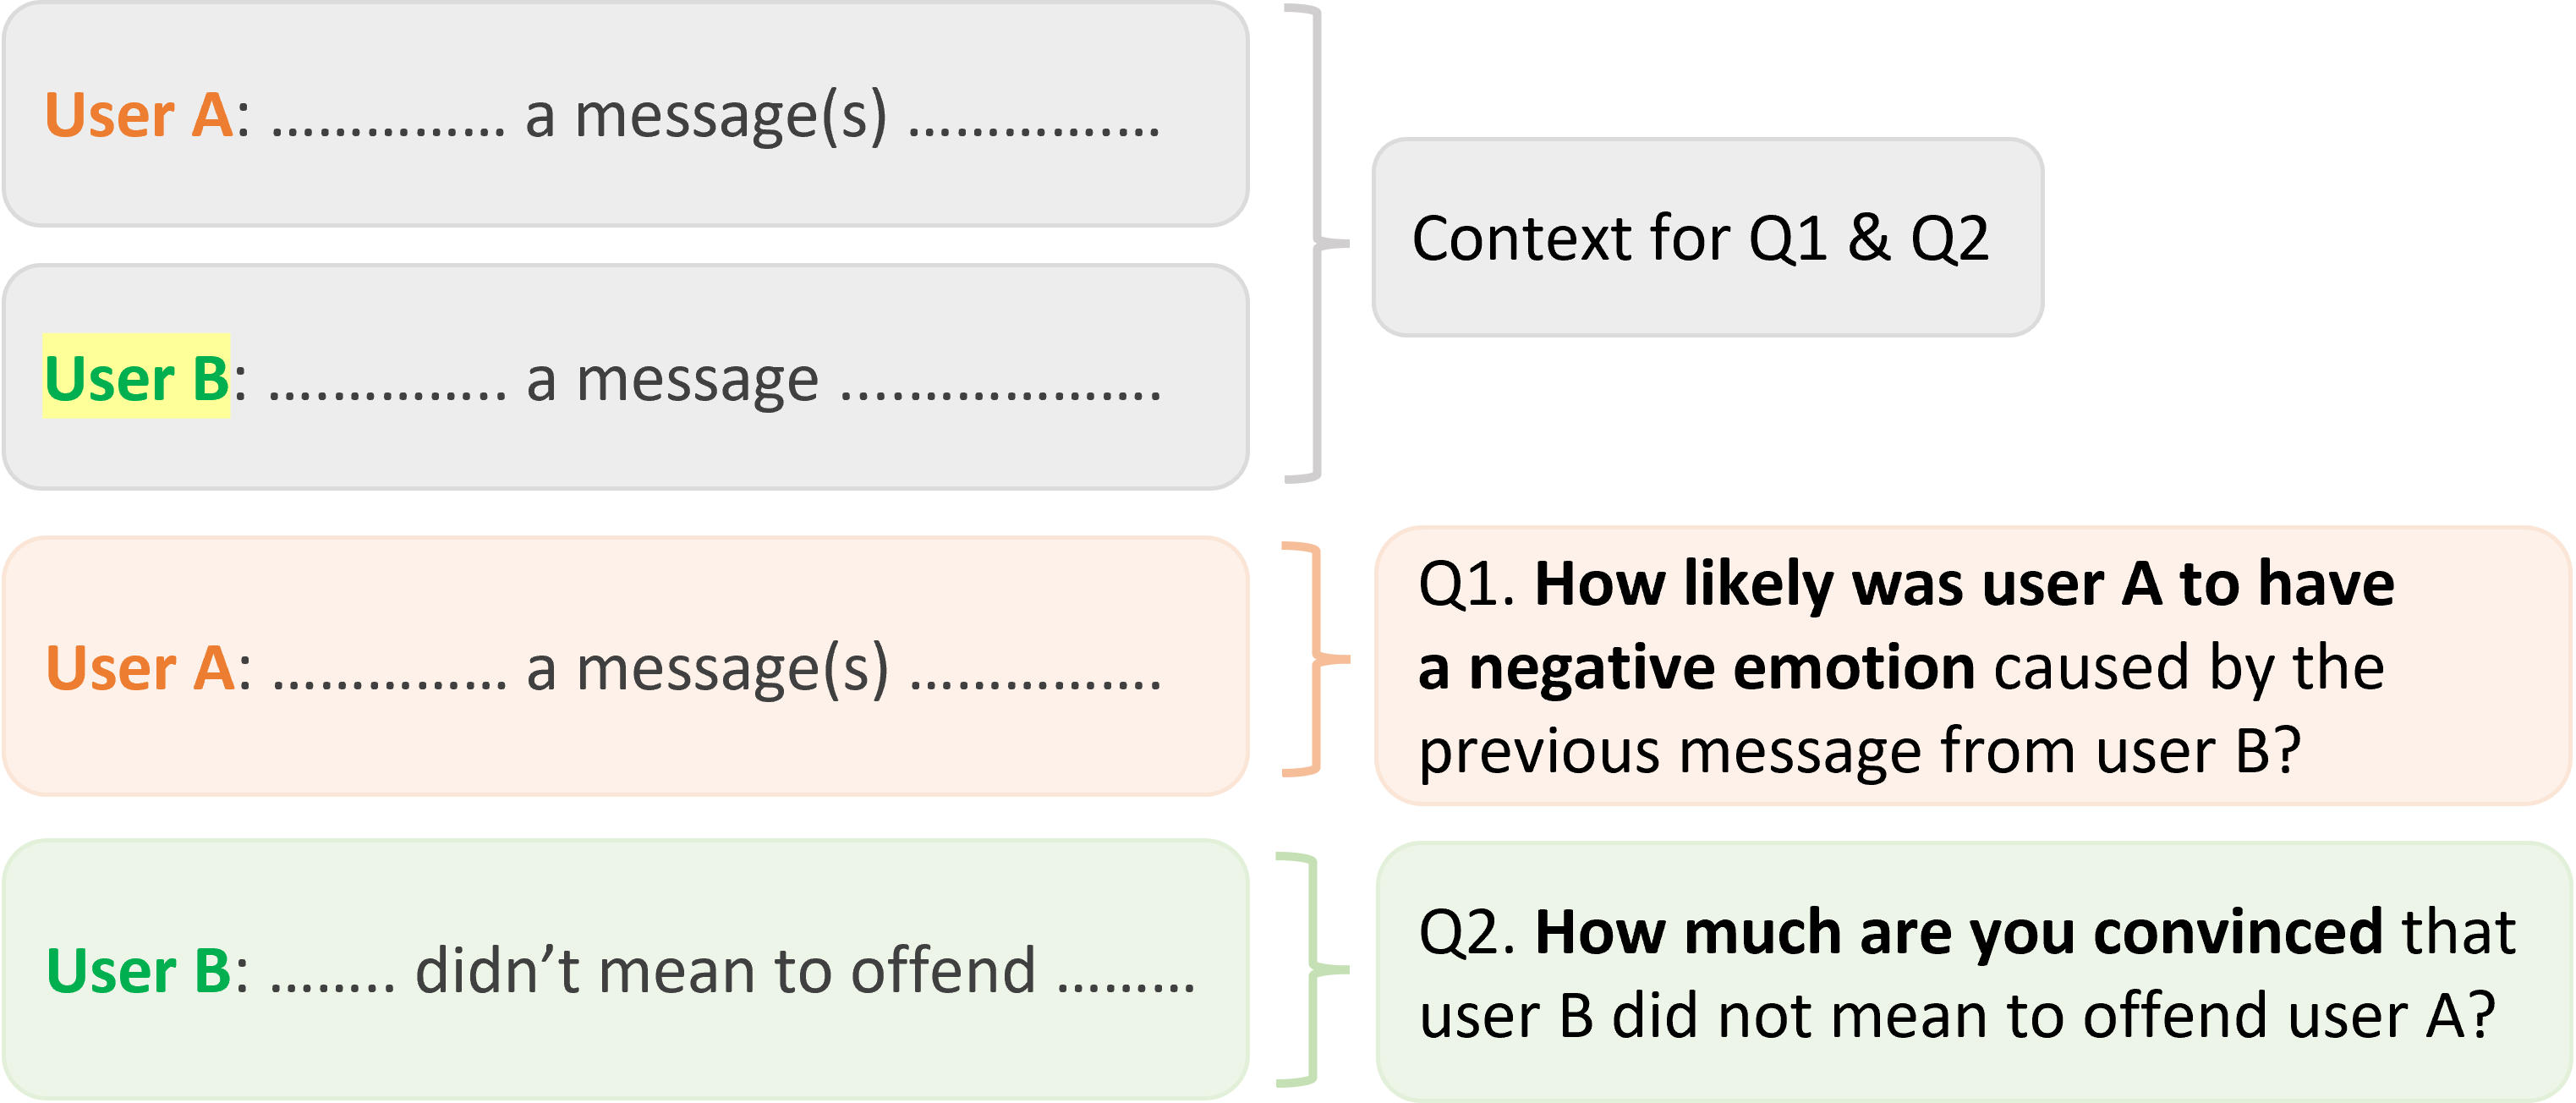 User A: …………… a message(s) …………….
Context for Q1 & Q2
User B: …………… a message ………………….
User A: …………… a message(s) …………….
Q1. How likely was user A to have
a negative emotion caused by the
previous message from user B?
User B: …….. didn’t mean to offend ………
Q2. How much are you convinced that
user B did not mean to offend user A?